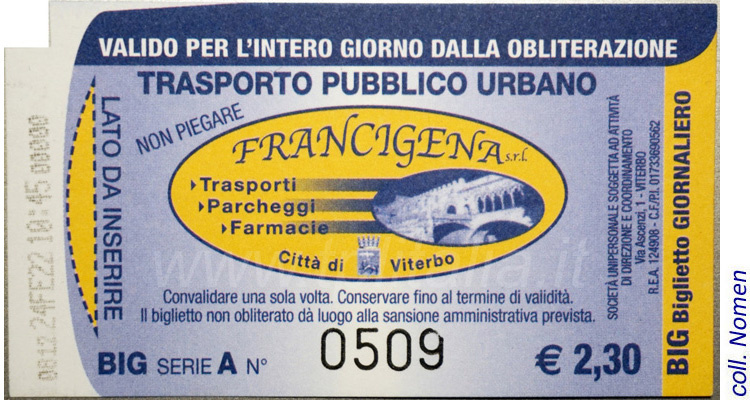 VALIDO PER L'INTERO GIORNO DALLA OBLITERAZIONE
TRASPORTO PUBBLICO URBANO
NON PIEGARE
LATO DA INSERIRE
0812 24FE22 10:45 00000
FRANCIGENA s.r.l.
Trasporti
Parcheggi
Farmacie
Città di Viterbo
Convalidare una sola volta. Conservare fino al termine di validità.
Il biglietto non obliterato dà luogo alla sansione amministrativa prevista.
BIG SERIE A N° 0509 € 2,30
SOCIETÀ UNIPERSONALE SOGGETTA AD ATTIVITÀ
DI DIREZIONE E COORDINAMENTO
Via Ascenzi, 1 - VITERBO
R.E.A. 124908 - C.F./P.I. 01733690562
BIG Biglietto GIORNALIERO
coll. Nomen